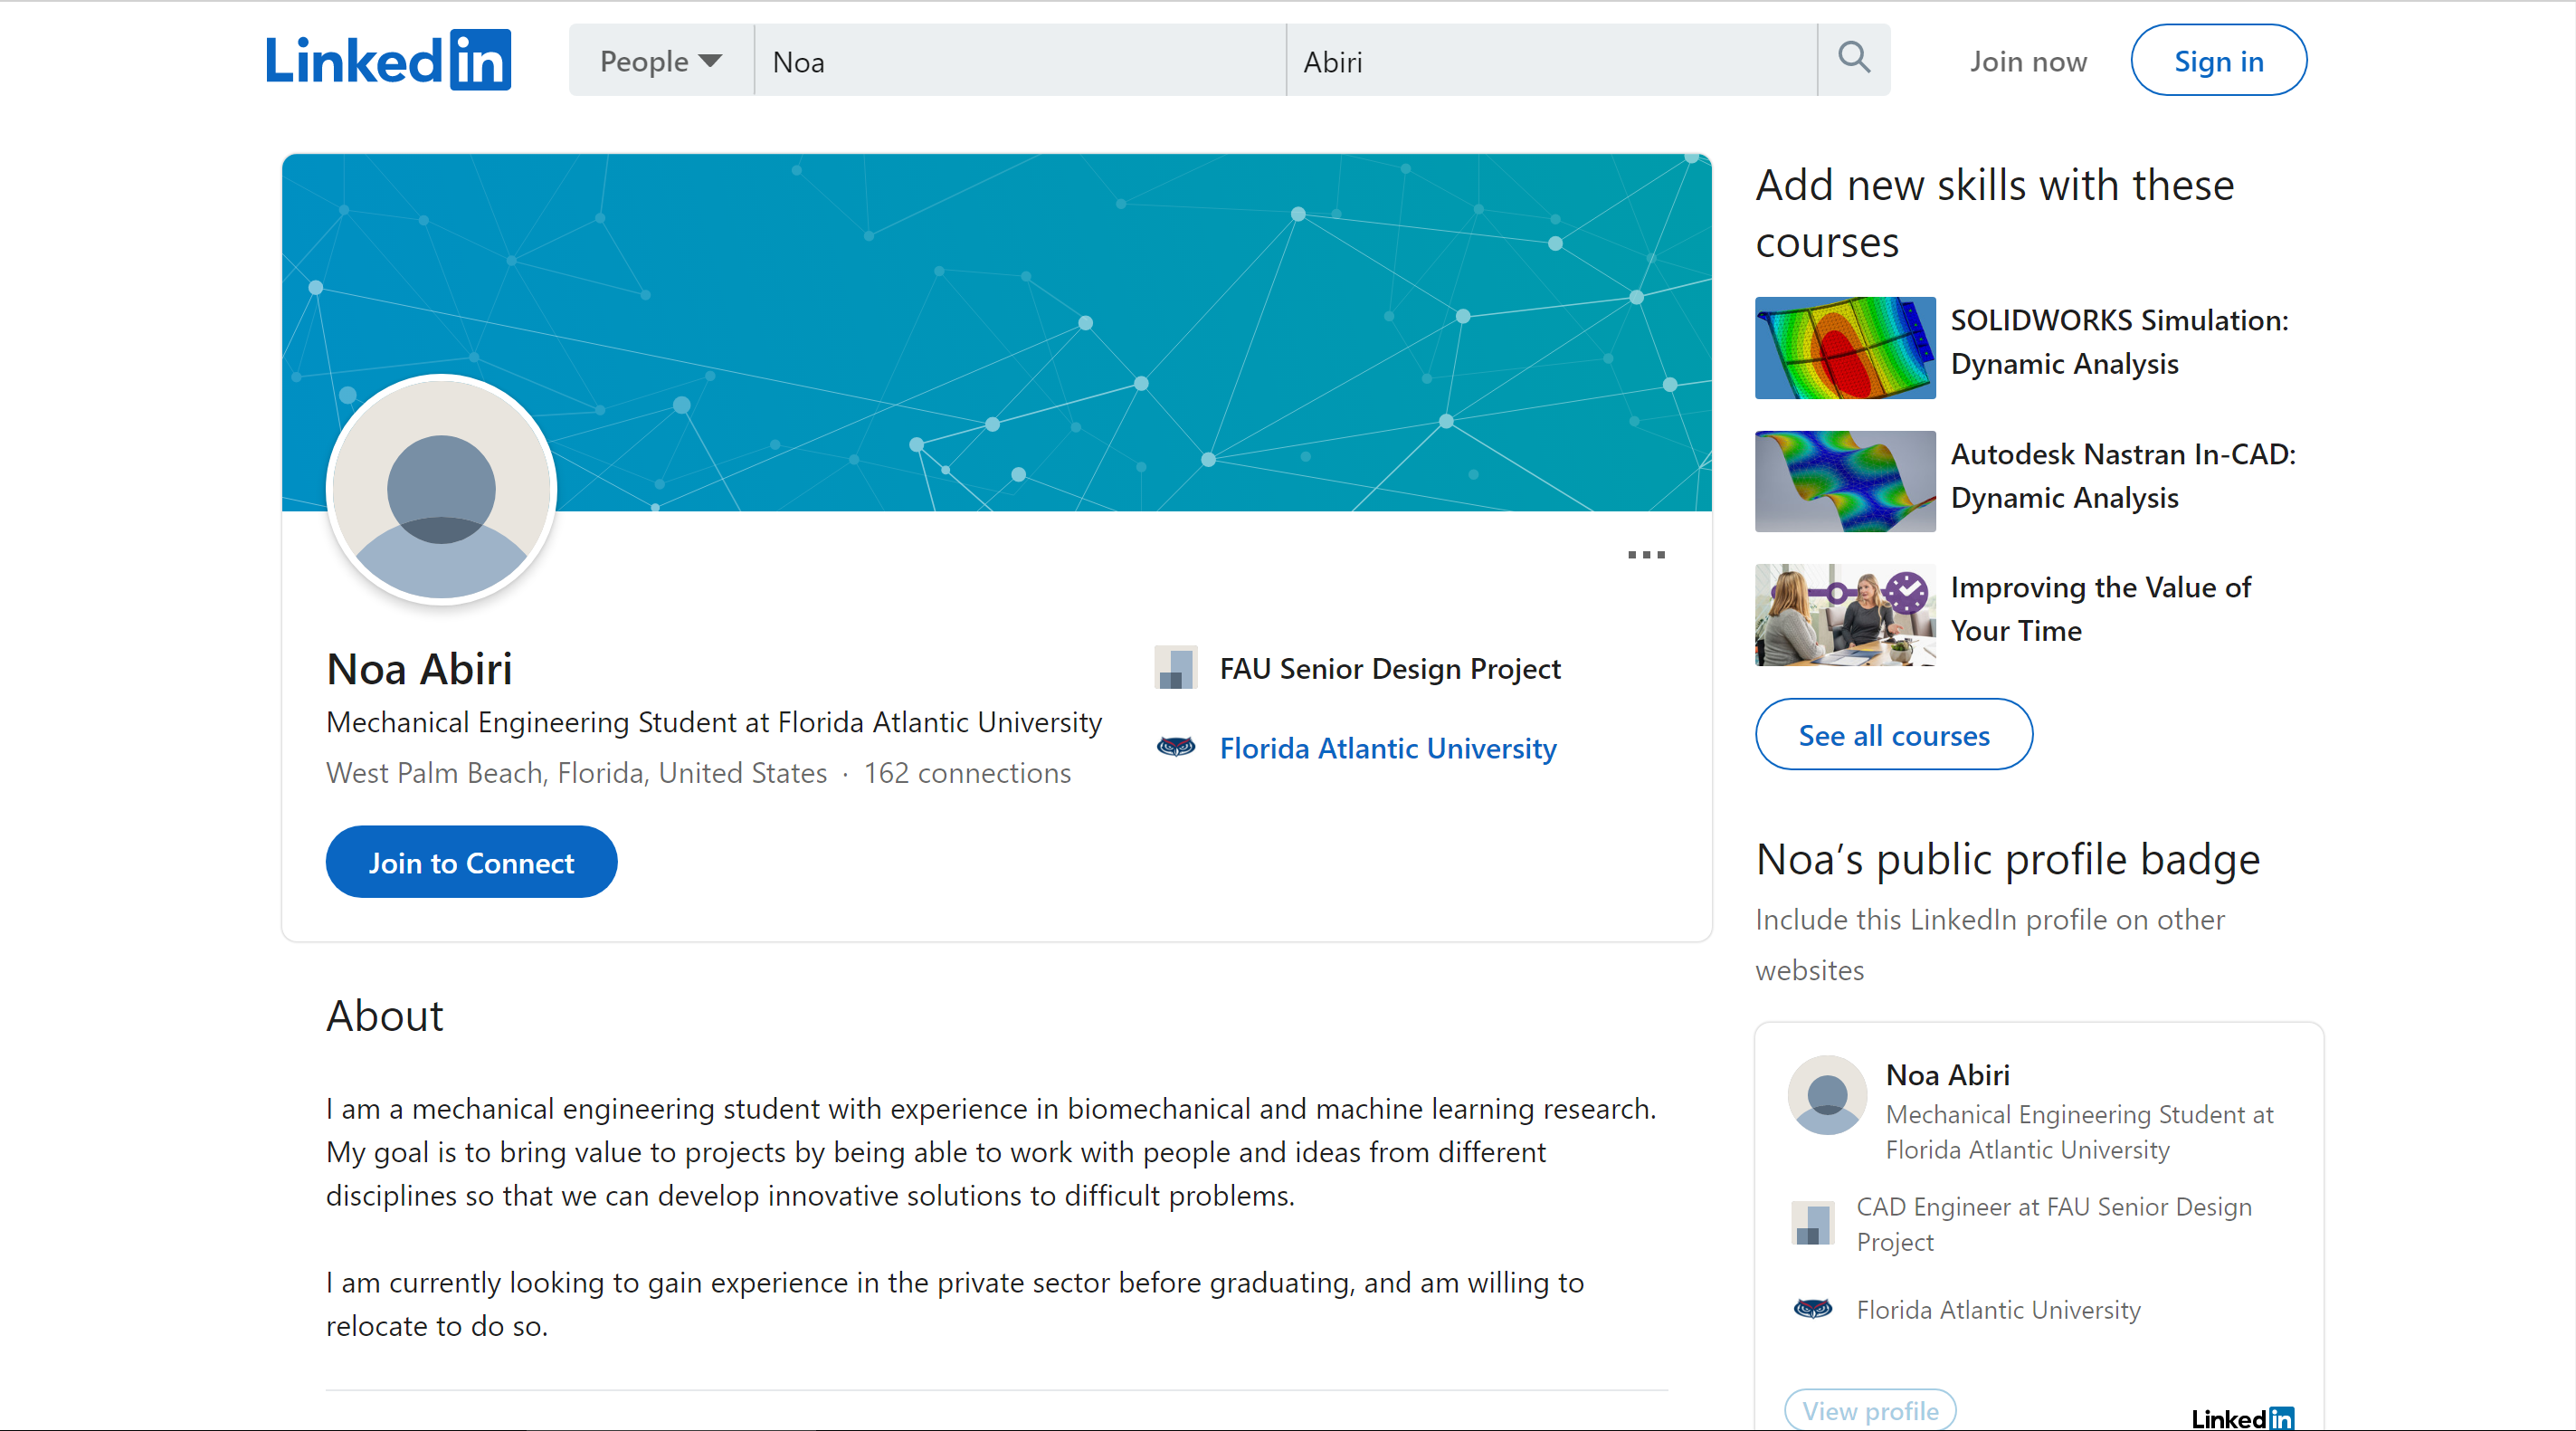 Linked in
People
Noa
Abiri
Join now
Sign in
Noa Abiri
Mechanical Engineering Student at Florida Atlantic University
West Palm Beach, Florida, United States · 162 connections
Join to Connect
FAU Senior Design Project
Florida Atlantic University
About
I am a mechanical engineering student with experience in biomechanical and machine learning research.
My goal is to bring value to projects by being able to work with people and ideas from different
disciplines so that we can develop innovative solutions to difficult problems.
I am currently looking to gain experience in the private sector before graduating, and am willing to
relocate to do so.
Add new skills with these
courses
SOLIDWORKS Simulation:
Dynamic Analysis
Autodesk Nastran In-CAD:
Dynamic Analysis
Improving the Value of
Your Time
See all courses
Noa’s public profile badge
Include this LinkedIn profile on other
websites
Noa Abiri
Mechanical Engineering Student at
Florida Atlantic University
CAD Engineer at FAU Senior Design
Project
Florida Atlantic University
View profile
Linked in